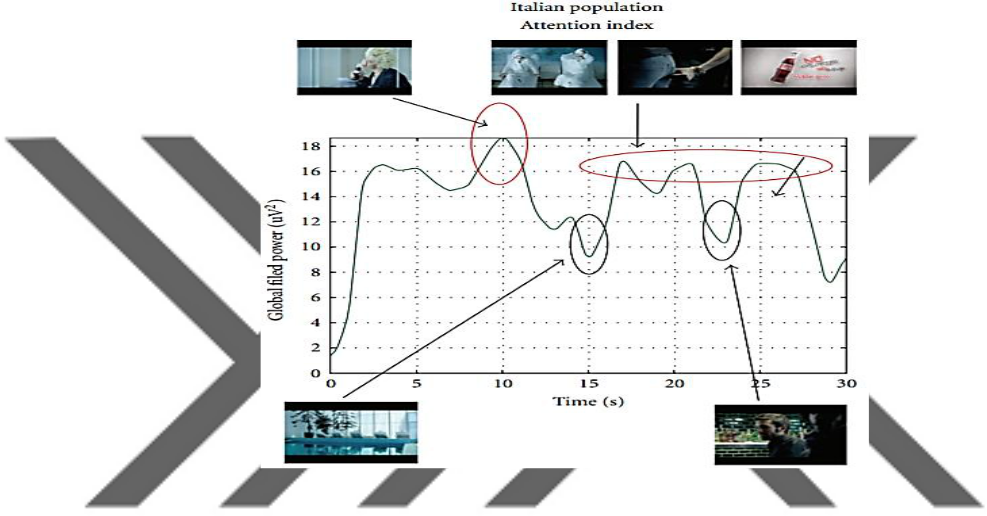 Italian population
Attention index
18
16
14
12
10
8
6
4
2
0
Global filed power (uV²)
0 5 10 15 20 25 30
Time (s)